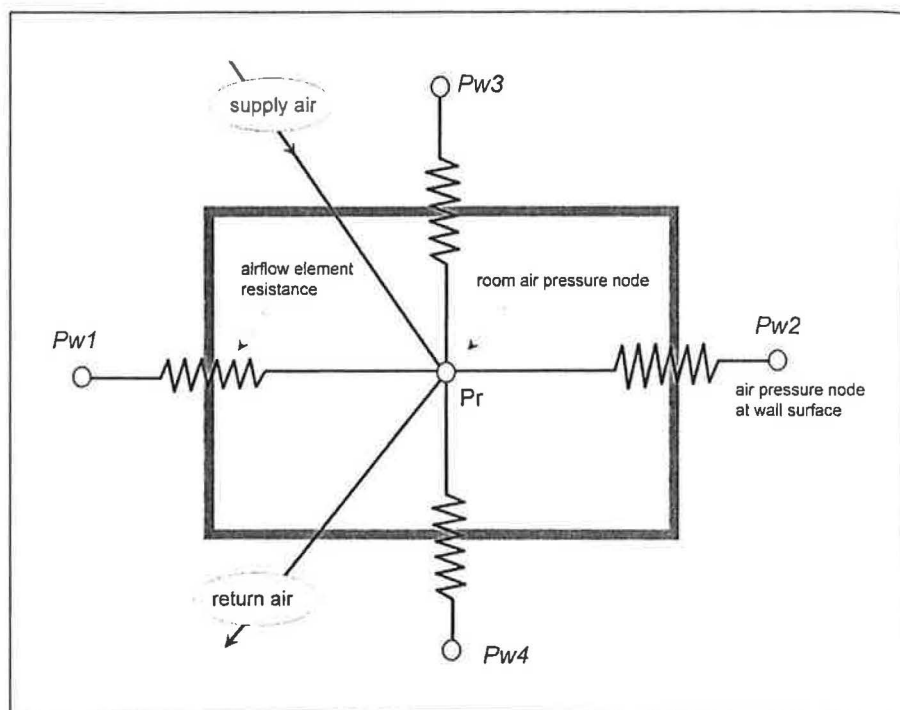 Pw3
supply air
airflow element
resistance
room air pressure node
Pw1
Pw2
Pr
air pressure node
at wall surface
return air
Pw4